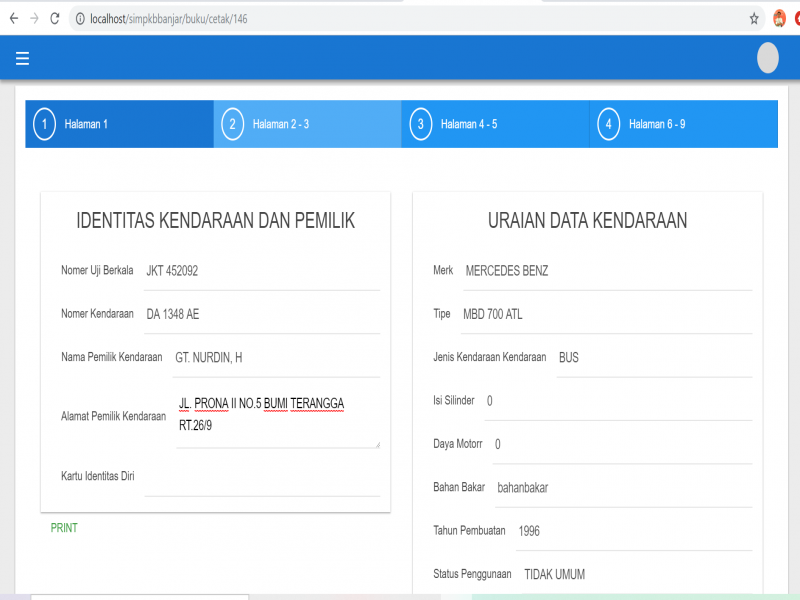 localhost/simpkbbanjar/buku/cetak/146
1 Halaman 1
2 Halaman 2 - 3
3 Halaman 4 - 5
4 Halaman 6 - 9
IDENTITAS KENDARAAN DAN PEMILIK
Nomer Uji Berkala JKT 452092
Nomer Kendaraan DA 1348 AE
Nama Pemilik Kendaraan GT. NURDIN, H
Alamat Pemilik Kendaraan JL. PRONA II NO.5 BUMI TERANGGA
RT.26/9
Kartu Identitas Diri
PRINT
URAIAN DATA KENDARAAN
Merk MERCEDES BENZ
Tipe MBD 700 ATL
Jenis Kendaraan Kendaraan BUS
Isi Silinder 0
Daya Motorr 0
Bahan Bakar bahanbakar
Tahun Pembuatan 1996
Status Penggunaan TIDAK UMUM